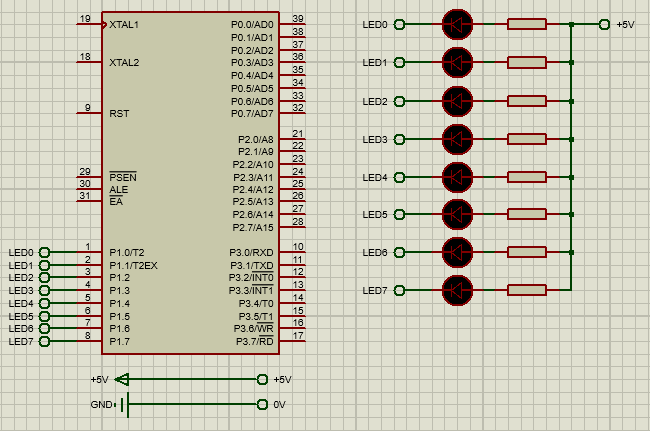 19 XTAL1
18 XTAL2
9 RST
29 PSEN
30 ALE
31 EA
LED0 1 P1.0/T2
LED1 2 P1.1/T2EX
LED2 3 P1.2
LED3 4 P1.3
LED4 5 P1.4
LED5 6 P1.5
LED6 7 P1.6
LED7 8 P1.7
P0.0/AD0 39
P0.1/AD1 38
P0.2/AD2 37
P0.3/AD3 36
P0.4/AD4 35
P0.5/AD5 34
P0.6/AD6 33
P0.7/AD7 32
P2.0/A8 21
P2.1/A9 22
P2.2/A10 23
P2.3/A11 24
P2.4/A12 25
P2.5/A13 26
P2.6/A14 27
P2.7/A15 28
P3.0/RXD 10
P3.1/TXD 11
P3.2/INT0 12
P3.3/INT1 13
P3.4/T0 14
P3.5/T1 15
P3.6/WR 16
P3.7/RD 17
+5V +5V
GND 0V
LED0 +5V
LED1
LED2
LED3
LED4
LED5
LED6
LED7